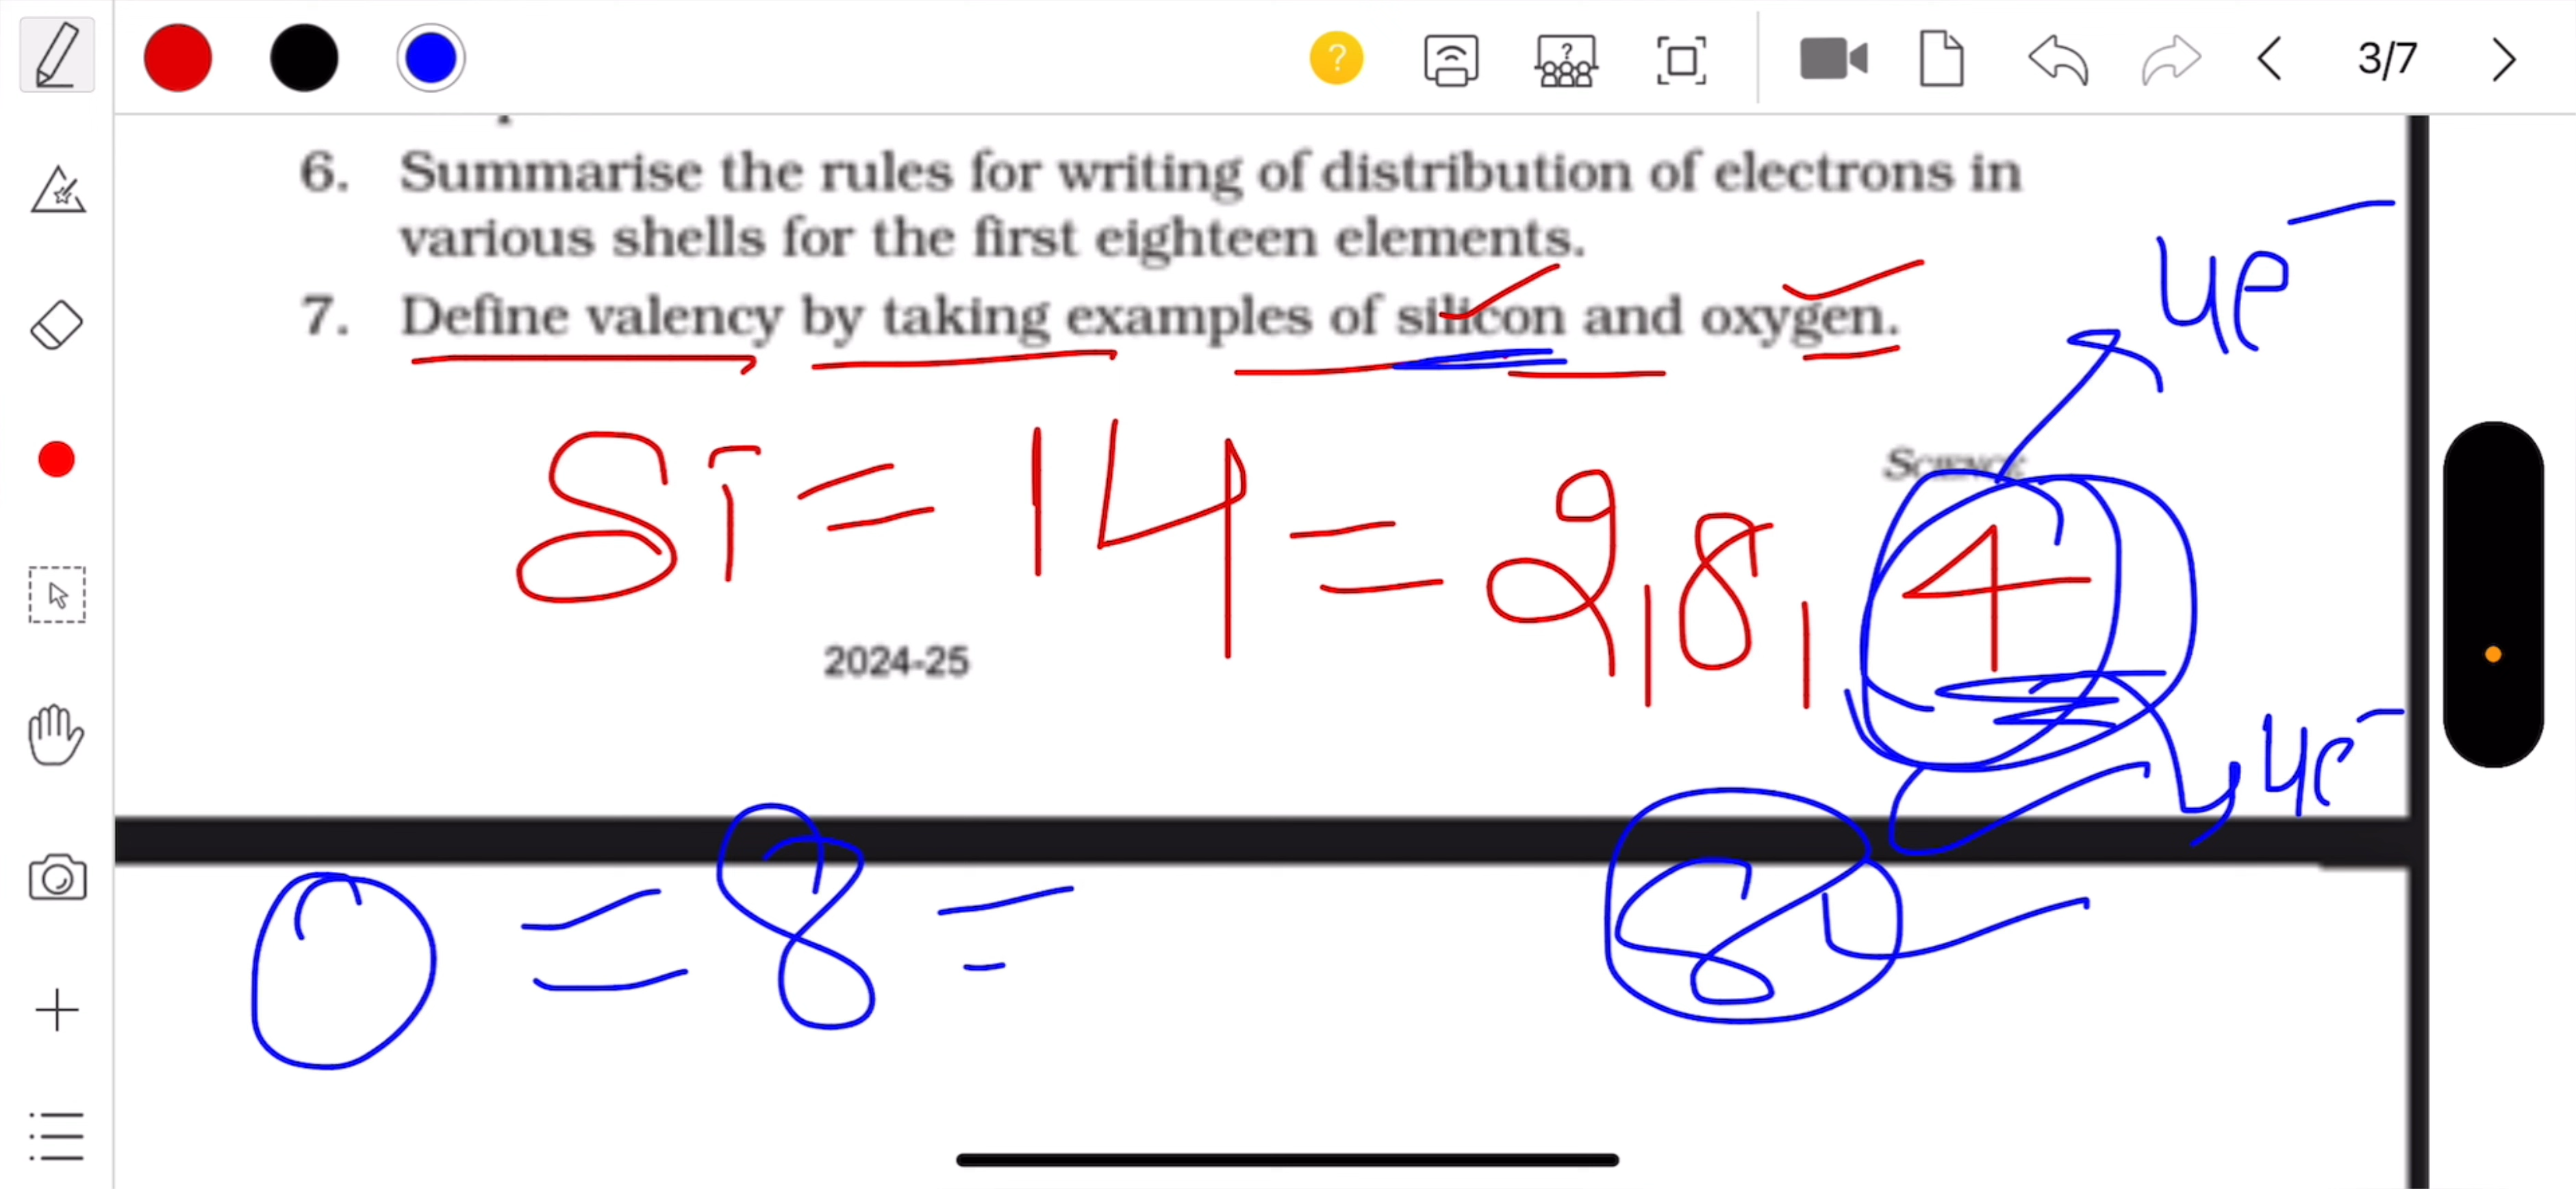 3/7
6. Summarise the rules for writing of distribution of electrons in
various shells for the first eighteen elements.
7. Define valency by taking examples of silicon and oxygen.
4e⁻
Si = 14 = 2,8,4
SCIENCE
2024-25
4e⁻
8
O = 8 =